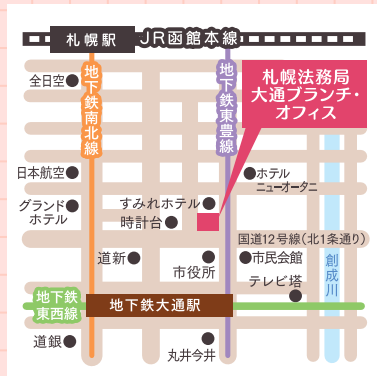 札幌駅
JR函館本線
全日空
地下鉄南北線
地下鉄東豊線
札幌法務局
大通ブランチ・
オフィス
日本航空
ホテル
ニューオータニ
グランド
ホテル
すみれホテル
時計台
国道12号線(北1条通り)
道新
市役所
市民会館
テレビ塔
創成川
地下鉄
東西線
地下鉄大通駅
道銀
丸井今井